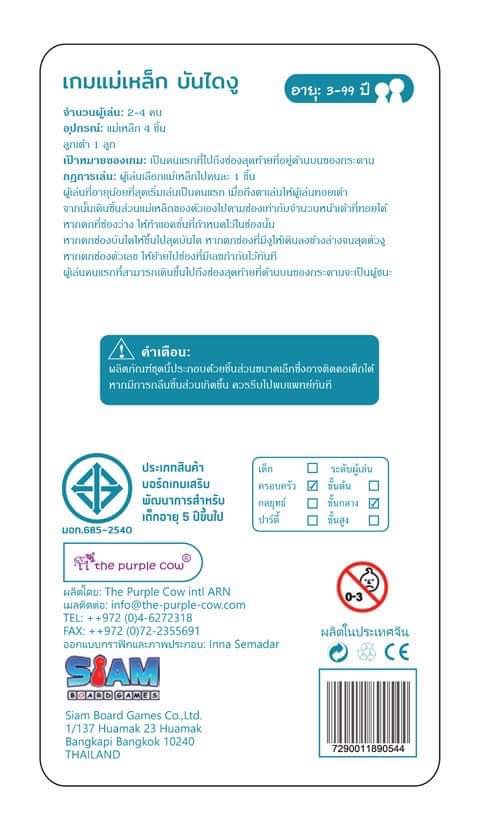 เกมแม่เหล็ก บันไดงู
อายุ: 3-99 ปี
จำนวนผู้เล่น: 2-4 คน
อุปกรณ์: แม่เหล็ก 4 ชิ้น
ลูกเต๋า 1 ลูก
เป้าหมายของเกม: เป็นคนแรกที่ไปถึงช่องสุดท้ายที่อยู่ด้านบนของกระดาน
กฎการเล่น: ผู้เล่นเลือกแม่เหล็กไปคนละ 1 ชิ้น
ผู้เล่นที่อายุน้อยที่สุดเริ่มเล่นเป็นคนแรก เมื่อถึงตาเล่นให้ผู้เล่นทอยเต๋า
จากนั้นเดินชิ้นส่วนแม่เหล็กของตัวเองไปตามช่องเท่ากับจำนวนหน้าเต๋าที่ทอยได้
หากตกที่ช่องว่าง ให้ทำแอคชั่นที่กำหนดไว้ในช่องนั้น
หากตกช่องบันไดให้ขึ้นไปสุดบันได หากตกช่องที่มีงูให้เดินลงข้างล่างจนสุดตัวงู
หากตกช่องตัวเลข ให้ย้ายไปช่องที่มีเลขกำกับไว้ทันที
ผู้เล่นคนแรกที่สามารถเดินขึ้นไปถึงช่องสุดท้ายที่ด้านบนของกระดานจะเป็นผู้ชนะ
คำเตือน:
ผลิตภัณฑ์ชุดนี้ประกอบด้วยชิ้นส่วนขนาดเล็กซึ่งอาจติดคอเด็กได้
หากมีการกลืนชิ้นส่วนเกิดขึ้น ควรรีบไปพบแพทย์ทันที
มอก.685-2540
ประเภทสินค้า
บอร์ดเกมเสริม
พัฒนาการสำหรับ
เด็กอายุ 5 ปีขึ้นไป
เด็ก ระดับผู้เล่น
ครอบครัว ขั้นต้น
กลยุทธ์ ขั้นกลาง
ปาร์ตี้ ขั้นสูง
the purple cow®
ผลิตโดย: The Purple Cow intl ARN
เมลติดต่อ: info@the-purple-cow.com
TEL: ++972 (0)4-6272318
FAX: ++972 (0)72-2355691
ออกแบบกราฟิกและภาพประกอบ: Inna Semadar
0-3
ผลิตในประเทศจีน
CE
SIAM
BOARDGAMES
Siam Board Games Co.,Ltd.
1/137 Huamak 23 Huamak
Bangkapi Bangkok 10240
THAILAND
7290011890544